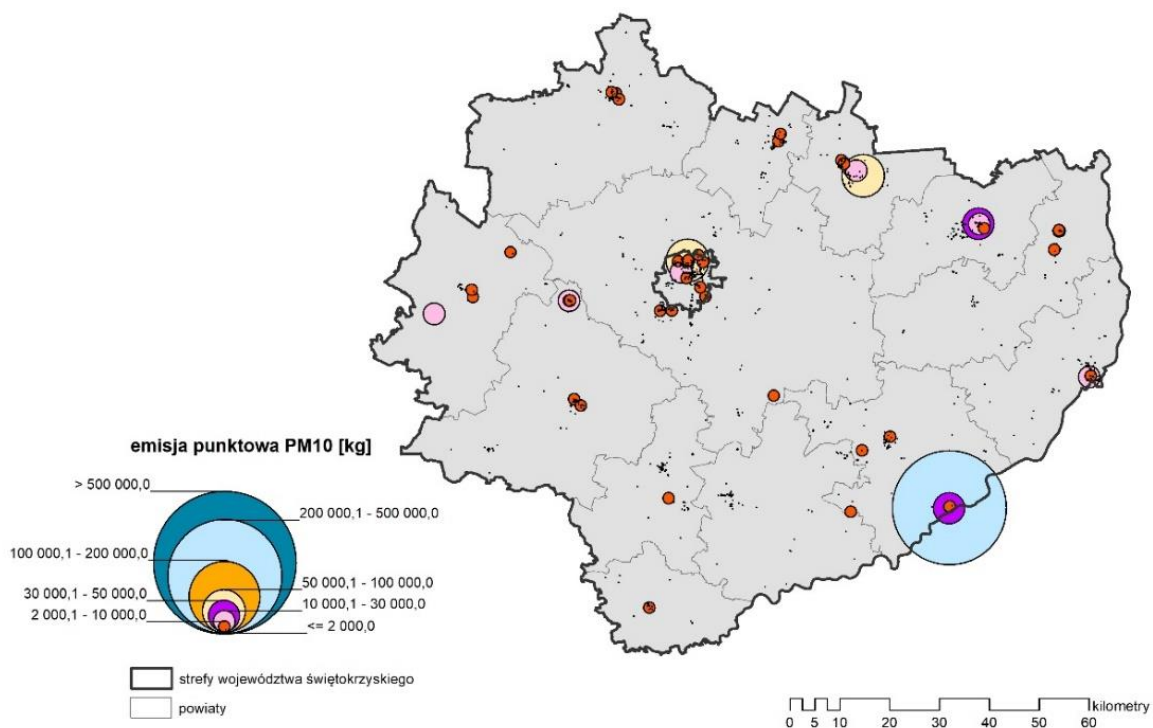 emisja punktowa PM10 [kg]
> 500 000,0
200 000,1 - 500 000,0
100 000,1 - 200 000,0
50 000,1 - 100 000,0
30 000,1 - 50 000,0
10 000,1 - 30 000,0
2 000,1 - 10 000,0
<= 2 000,0
strefy województwa świętokrzyskiego
powiaty
kilometry
0 5 10 20 30 40 50 60